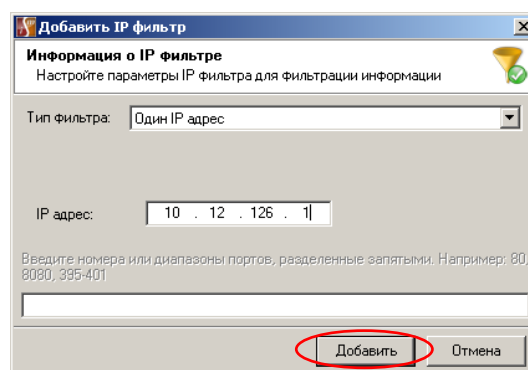 Добавить IP фильтр
Информация о IP Фильтре
Настройте параметры IP Фильтра для фильтрации информации
Тип фильтра: Один IP адрес
IP адрес: 10 . 12 . 126 . 1
Введите номера или диапазоны портов, разделенные запятыми. Например: 80,
8080, 395-401
Добавить Отмена